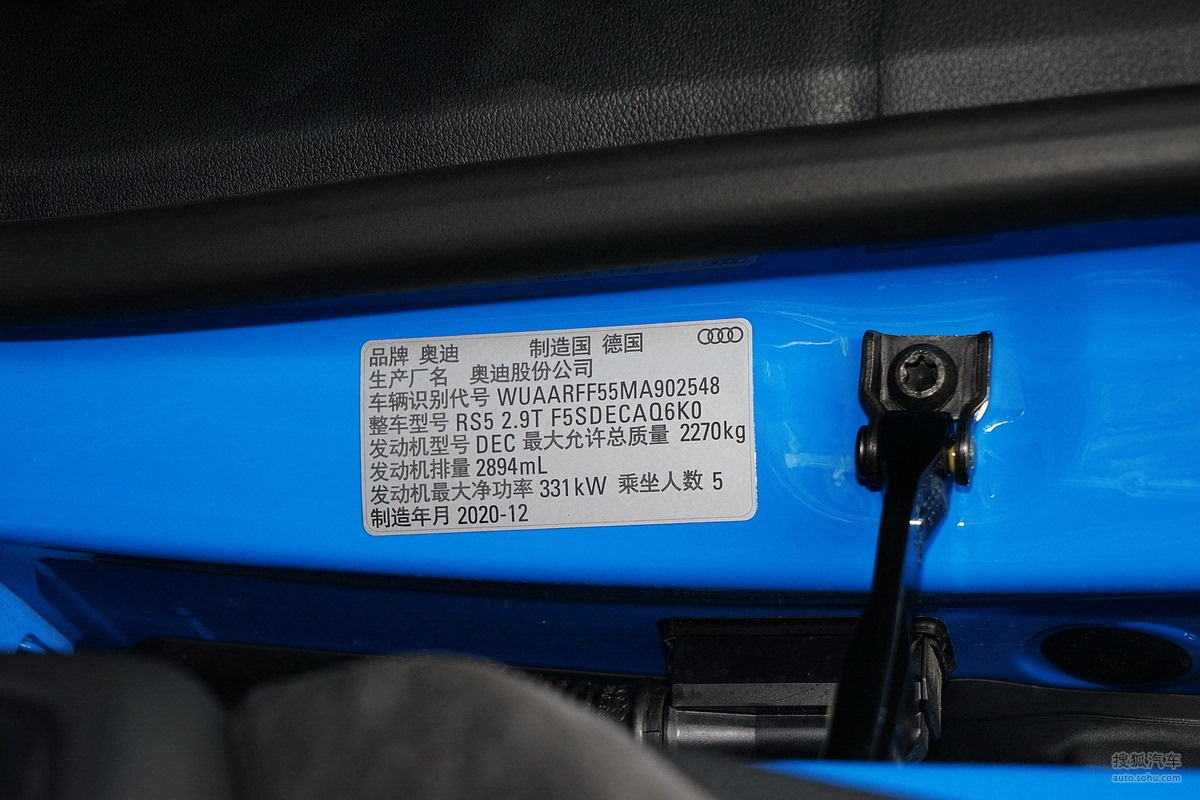 品牌 奥迪 制造国 德国
生产厂名 奥迪股份公司
车辆识别代号 WUAARFF55MA902548
整车型号 RS5 2.9T F5SDECAQ6K0
发动机型号 DEC 最大允许总质量 2270kg
发动机排量 2894mL
发动机最大净功率 331kW 乘坐人数 5
制造年月 2020-12
搜狐汽车
auto.sohu.com